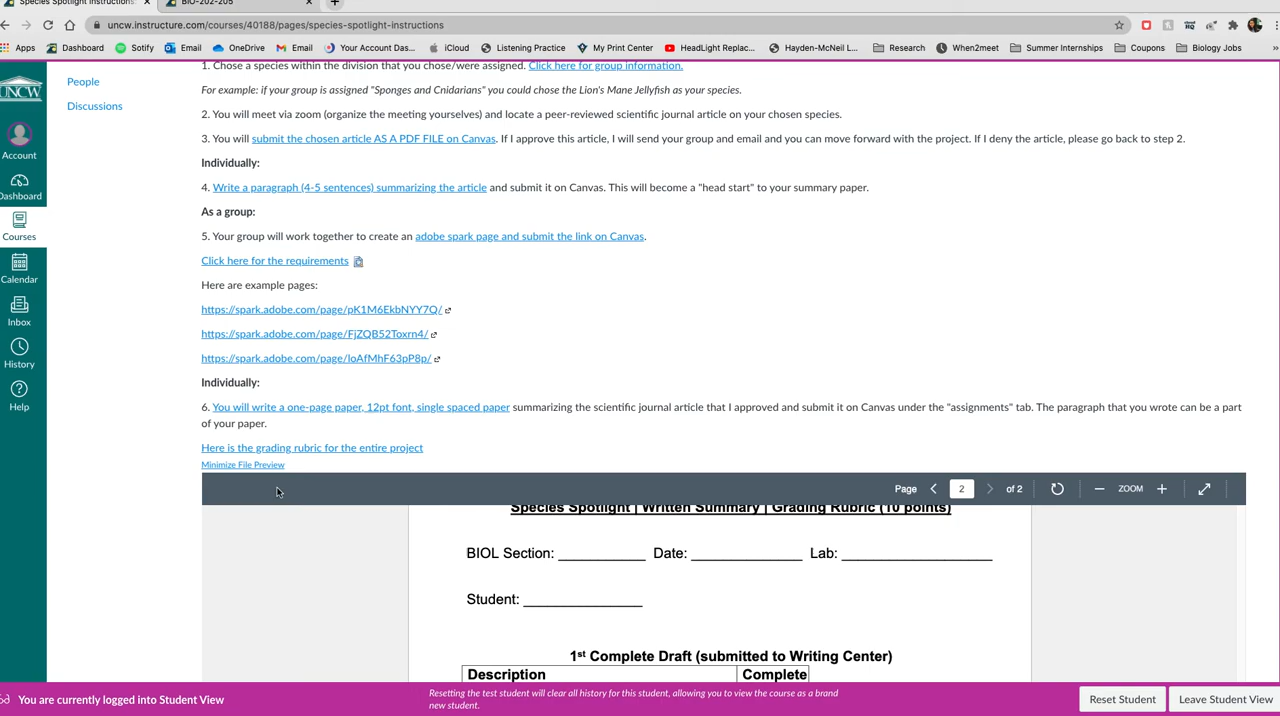 Species Spotlight Instructions:
BIO-202-205
uncw.instructure.com/courses/40188/pages/species-spotlight-instructions
Apps Dashboard Spotify Email OneDrive Email Your Account Das... iCloud Listening Practice My Print Center HeadLight Replac... Hayden-McNeil L... Research When2meet Summer Internships Coupons Biology Jobs »
UNCW
Account
Dashboard
Courses
Calendar
Inbox
History
Help
People
Discussions
1. Chose a species within the division that you chose/were assigned. Click here for group information.
For example: if your group is assigned "Sponges and Cnidarians" you could chose the Lion's Mane Jellyfish as your species.
2. You will meet via zoom (organize the meeting yourselves) and locate a peer-reviewed scientific journal article on your chosen species.
3. You will submit the chosen article AS A PDF FILE on Canvas. If I approve this article, I will send your group and email and you can move forward with the project. If I deny the article, please go back to step 2.
Individually:
4. Write a paragraph (4-5 sentences) summarizing the article and submit it on Canvas. This will become a "head start" to your summary paper.
As a group:
5. Your group will work together to create an adobe spark page and submit the link on Canvas.
Click here for the requirements
Here are example pages:
https://spark.adobe.com/page/pK1M6EkbNYY7Q/
https://spark.adobe.com/page/FjZQB52Toxrn4/
https://spark.adobe.com/page/IoAfMhF63pP8p/
Individually:
6. You will write a one-page paper, 12pt font, single spaced paper summarizing the scientific journal article that I approved and submit it on Canvas under the "assignments" tab. The paragraph that you wrote can be a part
of your paper.
Here is the grading rubric for the entire project
Minimize File Preview
Page 2 of 2 ZOOM
Species Spotlight | Written Summary | Grading Rubric (10 points)
BIOL Section: __________ Date: _____________ Lab: __________________
Student: ______________
1st Complete Draft (submitted to Writing Center)
Description Complete
You are currently logged into Student View
Resetting the test student will clear all history for this student, allowing you to view the course as a brand
new student.
Reset Student
Leave Student View